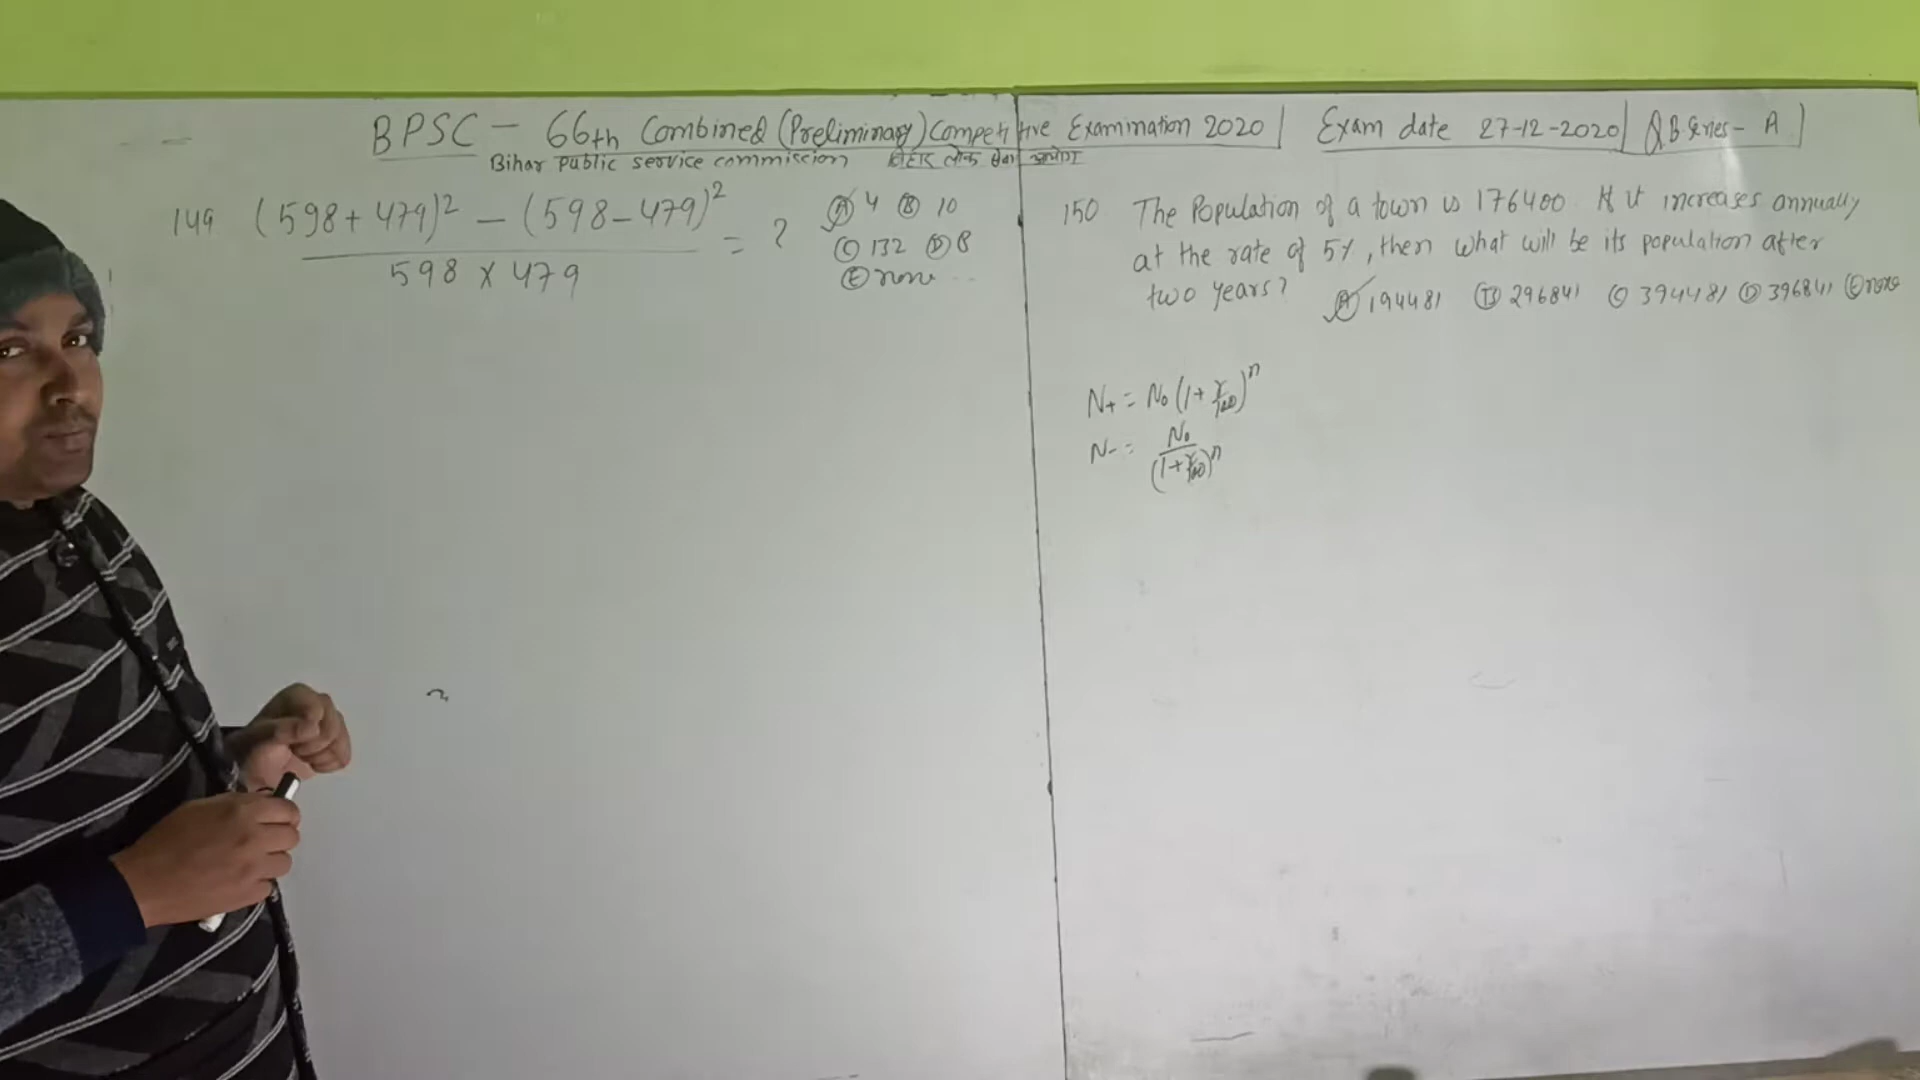 BPSC - 66th Combined (Preliminary) Competitive Examination 2020 | Exam date 27-12-2020 | QB Series - A |
Bihar Public service commission बिहार लोक सेवा आयोग
149 (598 + 479)² - (598 - 479)² / 598 × 479 = ? (A) 4 (B) 10
(C) 132 (D) 8
(E) none ...
150 The Population of a town is 176400 If it increases annually
at the rate of 5%, then what will be its population after
two years? (A) 194481 (B) 296841 (C) 394481 (D) 396841 (E) none
N+ = N₀ (1 + r/100)ⁿ
N- = N₀ / (1 + r/100)ⁿ